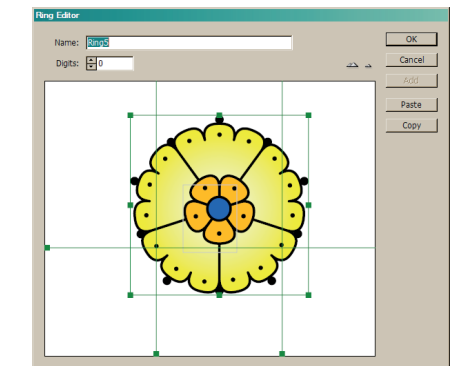 Ring Editor
Name: Ring5
OK
Digits: 0
Cancel
Add
Paste
Copy